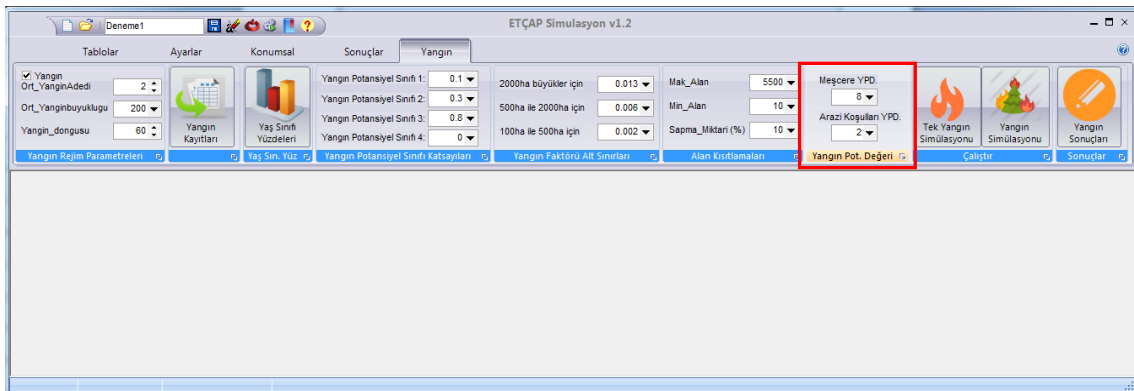 Deneme1
ETÇAP Simulasyon v1.2
Tablolar Ayarlar Konumsal Sonuçlar Yangın
Yangın
Ort_YanginAdedi 2
Ort_Yanginbuyuklugu 200
Yangin_dongusu 60
Yangın Rejim Parametreleri
Yangın
Kayıtları
Yaş Sınıfı
Yüzdeleri
Yaş Sın. Yüz
Yangın Potansiyel Sınıfı 1: 0.1
Yangın Potansiyel Sınıfı 2: 0.3
Yangın Potansiyel Sınıfı 3: 0.8
Yangın Potansiyel Sınıfı 4: 0
Yangın Potansiyel Sınıfı Katsayıları
2000ha büyükler için 0.013
500ha ile 2000ha için 0.006
100ha ile 500ha için 0.002
Yangın Faktörü Alt Sınırları
Mak_Alan 5500
Min_Alan 10
Sapma_Miktari (%) 10
Alan Kısıtlamaları
Meşcere YPD.
8
Arazi Koşulları YPD.
2
Yangın Pot. Değeri
Tek Yangın
Simülasyonu
Yangın
Simülasyonu
Çalıştır
Yangın
Sonuçları
Sonuçlar